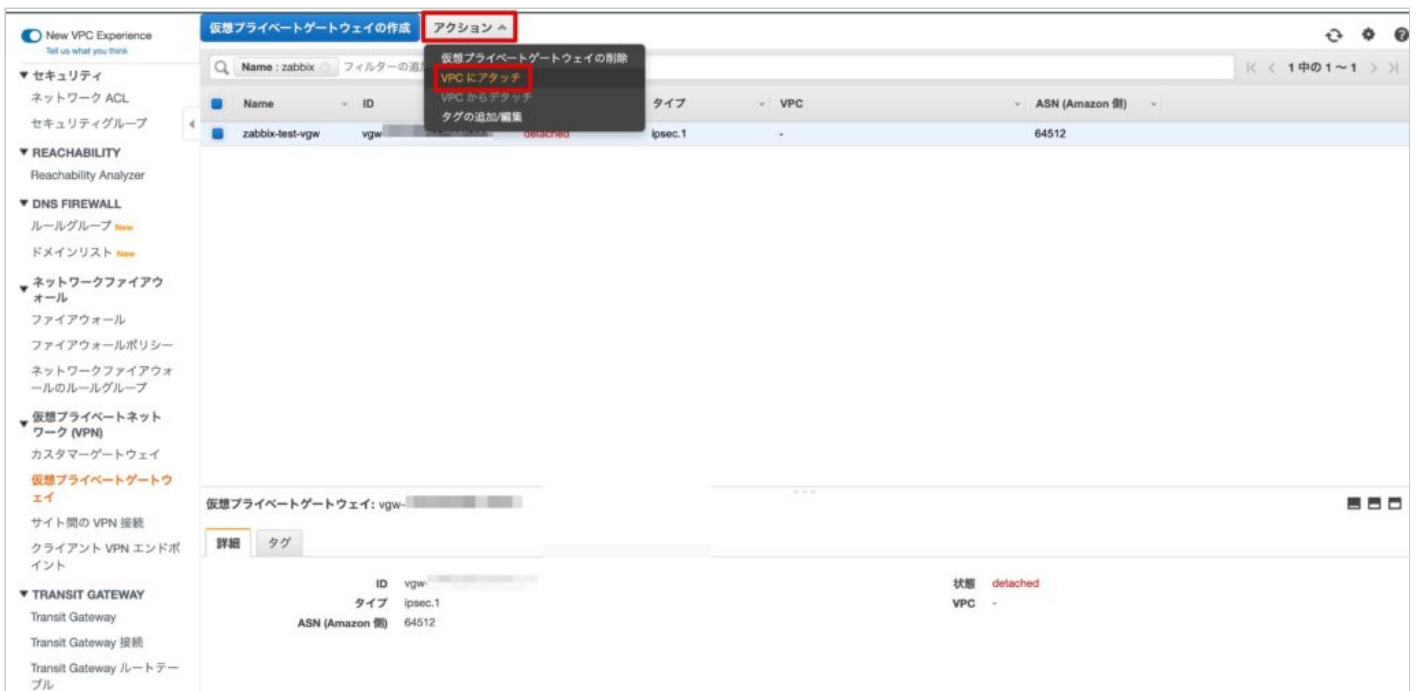 New VPC Experience
Tell us what you think
▼ セキュリティ
ネットワーク ACL
セキュリティグループ
▼ REACHABILITY
Reachability Analyzer
▼ DNS FIREWALL
ルールグループ New
ドメインリスト New
▼ ネットワークファイアウ
ォール
ファイアウォール
ファイアウォールポリシー
ネットワークファイアウォ
ールのルールグループ
▼ 仮想プライベートネット
ワーク (VPN)
カスタマーゲートウェイ
仮想プライベートゲートウ
ェイ
サイト間の VPN 接続
クライアント VPN エンドポ
イント
▼ TRANSIT GATEWAY
Transit Gateway
Transit Gateway 接続
Transit Gateway ルートテー
ブル
仮想プライベートゲートウェイの作成 アクション
仮想プライベートゲートウェイの削除
VPC にアタッチ
VPC からデタッチ
タグの追加/編集
Name : zabbix フィルターの追加
1 中の 1 ~ 1
Name ID タイプ VPC ASN (Amazon 側)
zabbix-test-vgw vgw detached ipsec.1 - 64512
仮想プライベートゲートウェイ: vgw-
詳細 タグ
ID vgw- 状態 detached
タイプ ipsec.1 VPC -
ASN (Amazon 側) 64512